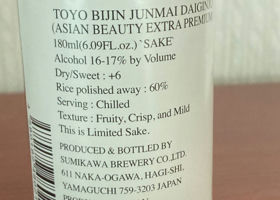 TOYO BIJIN JUNMAI DAIGINJ
(ASIAN BEAUTY EXTRA PREMIUM
180ml(6.09FL.oz.) `SAKE'
Alcohol 16-17% by Volume
Dry/Sweet : +6
Rice polished away : 60%
Serving : Chilled
Texture : Fruity, Crisp, and Mild
This is Limited Sake.
PRODUCED & BOTTLED BY
SUMIKAWA BREWERY CO.,LTD.
611 NAKA-OGAWA, HAGI-SHI,
YAMAGUCHI 759-3203 JAPAN